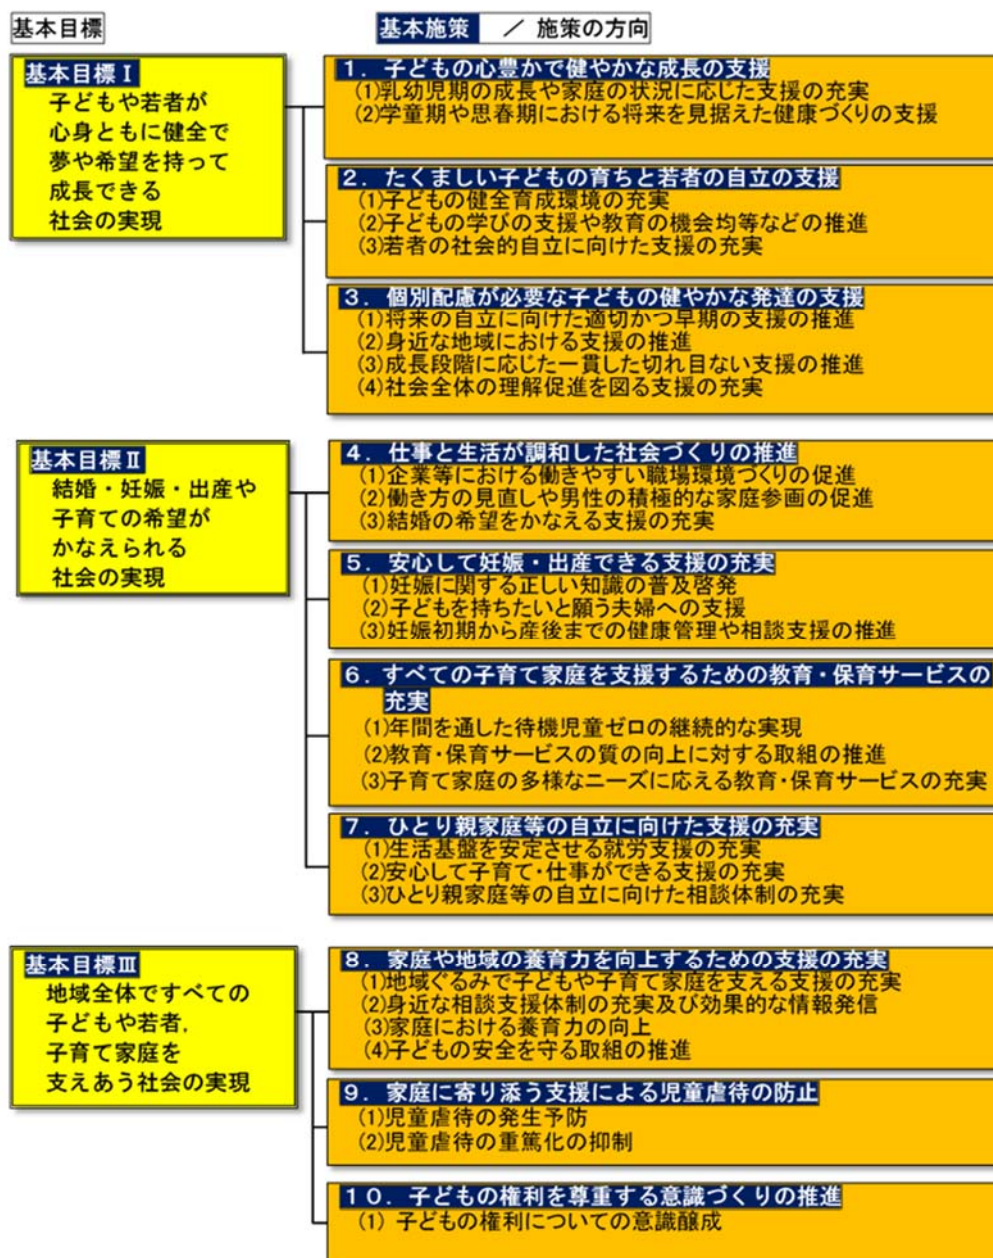 基本目標
基本施策 / 施策の方向
基本目標Ⅰ
子どもや若者が
心身ともに健全で
夢や希望を持って
成長できる
社会の実現
1. 子どもの心豊かで健やかな成長の支援
(1)乳幼児期の成長や家庭の状況に応じた支援の充実
(2)学童期や思春期における将来を見据えた健康づくりの支援
2. たくましい子どもの育ちと若者の自立の支援
(1)子どもの健全育成環境の充実
(2)子どもの学びの支援や教育の機会均等などの推進
(3)若者の社会的自立に向けた支援の充実
3. 個別配慮が必要な子どもの健やかな発達の支援
(1)将来の自立に向けた適切かつ早期の支援の推進
(2)身近な地域における支援の推進
(3)成長段階に応じた一貫した切れ目ない支援の推進
(4)社会全体の理解促進を図る支援の充実
基本目標Ⅱ
結婚・妊娠・出産や
子育ての希望が
かなえられる
社会の実現
4. 仕事と生活が調和した社会づくりの推進
(1)企業等における働きやすい職場環境づくりの促進
(2)働き方の見直しや男性の積極的な家庭参画の促進
(3)結婚の希望をかなえる支援の充実
5. 安心して妊娠・出産できる支援の充実
(1)妊娠に関する正しい知識の普及啓発
(2)子どもを持ちたいと願う夫婦への支援
(3)妊娠初期から産後までの健康管理や相談支援の推進
6. すべての子育て家庭を支援するための教育・保育サービスの
充実
(1)年間を通した待機児童ゼロの継続的な実現
(2)教育・保育サービスの質の向上に対する取組の推進
(3)子育て家庭の多様なニーズに応える教育・保育サービスの充実
7. ひとり親家庭等の自立に向けた支援の充実
(1)生活基盤を安定させる就労支援の充実
(2)安心して子育て・仕事ができる支援の充実
(3)ひとり親家庭等の自立に向けた相談体制の充実
基本目標Ⅲ
地域全体ですべての
子どもや若者,
子育て家庭を
支えあう社会の実現
8. 家庭や地域の養育力を向上するための支援の充実
(1)地域ぐるみで子どもや子育て家庭を支える支援の充実
(2)身近な相談支援体制の充実及び効果的な情報発信
(3)家庭における養育力の向上
(4)子どもの安全を守る取組の推進
9. 家庭に寄り添う支援による児童虐待の防止
(1)児童虐待の発生予防
(2)児童虐待の重篤化の抑制
10. 子どもの権利を尊重する意識づくりの推進
(1) 子どもの権利についての意識醸成